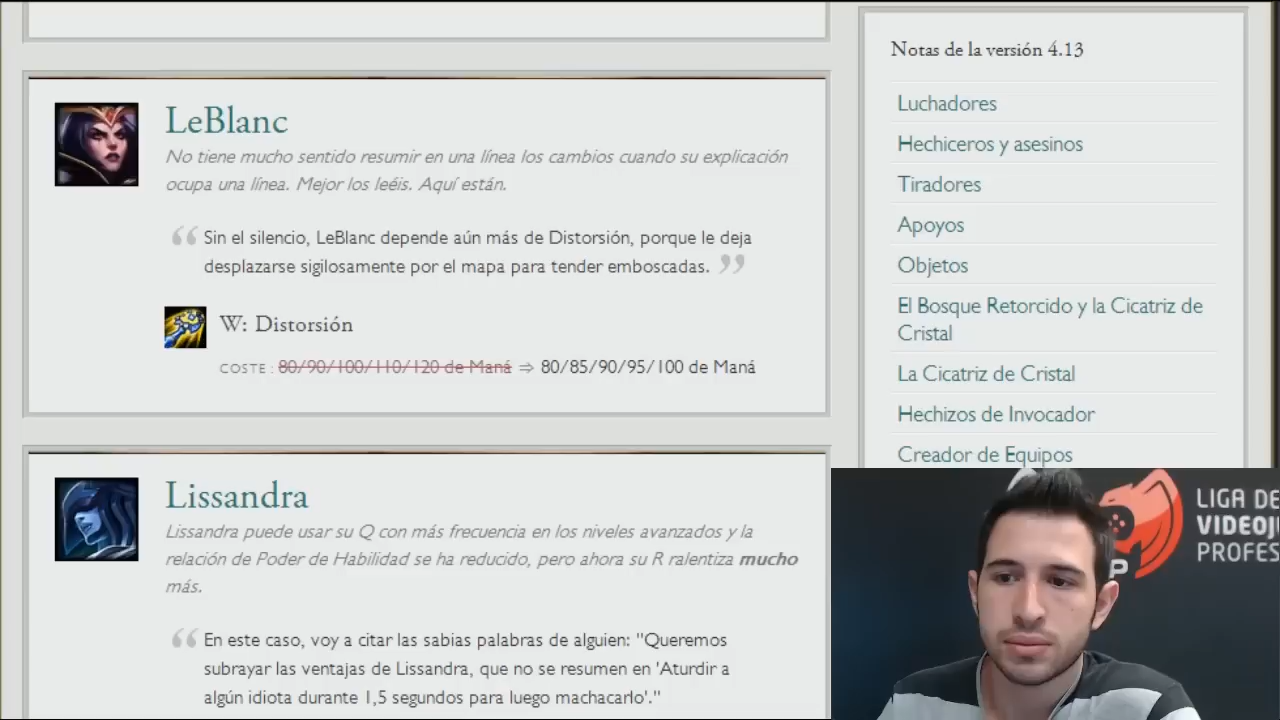 LeBlanc
No tiene mucho sentido resumir en una línea los cambios cuando su explicación
ocupa una línea. Mejor los leéis. Aquí están.
“ Sin el silencio, LeBlanc depende aún más de Distorsión, porque le deja
desplazarse sigilosamente por el mapa para tender emboscadas. ”
W: Distorsión
COSTE : 80/90/100/110/120 de Maná ⇒ 80/85/90/95/100 de Maná
Lissandra
Lissandra puede usar su Q con más frecuencia en los niveles avanzados y la
relación de Poder de Habilidad se ha reducido, pero ahora su R ralentiza mucho
más.
“ En este caso, voy a citar las sabias palabras de alguien: "Queremos
subrayar las ventajas de Lissandra, que no se resumen en 'Aturdir a
algún idiota durante 1,5 segundos para luego machacarlo'."
Notas de la versión 4.13
Luchadores
Hechiceros y asesinos
Tiradores
Apoyos
Objetos
El Bosque Retorcido y la Cicatriz de
Cristal
La Cicatriz de Cristal
Hechizos de Invocador
Creador de Equipos
LIGA DE
VIDEOJ
PROFES
P